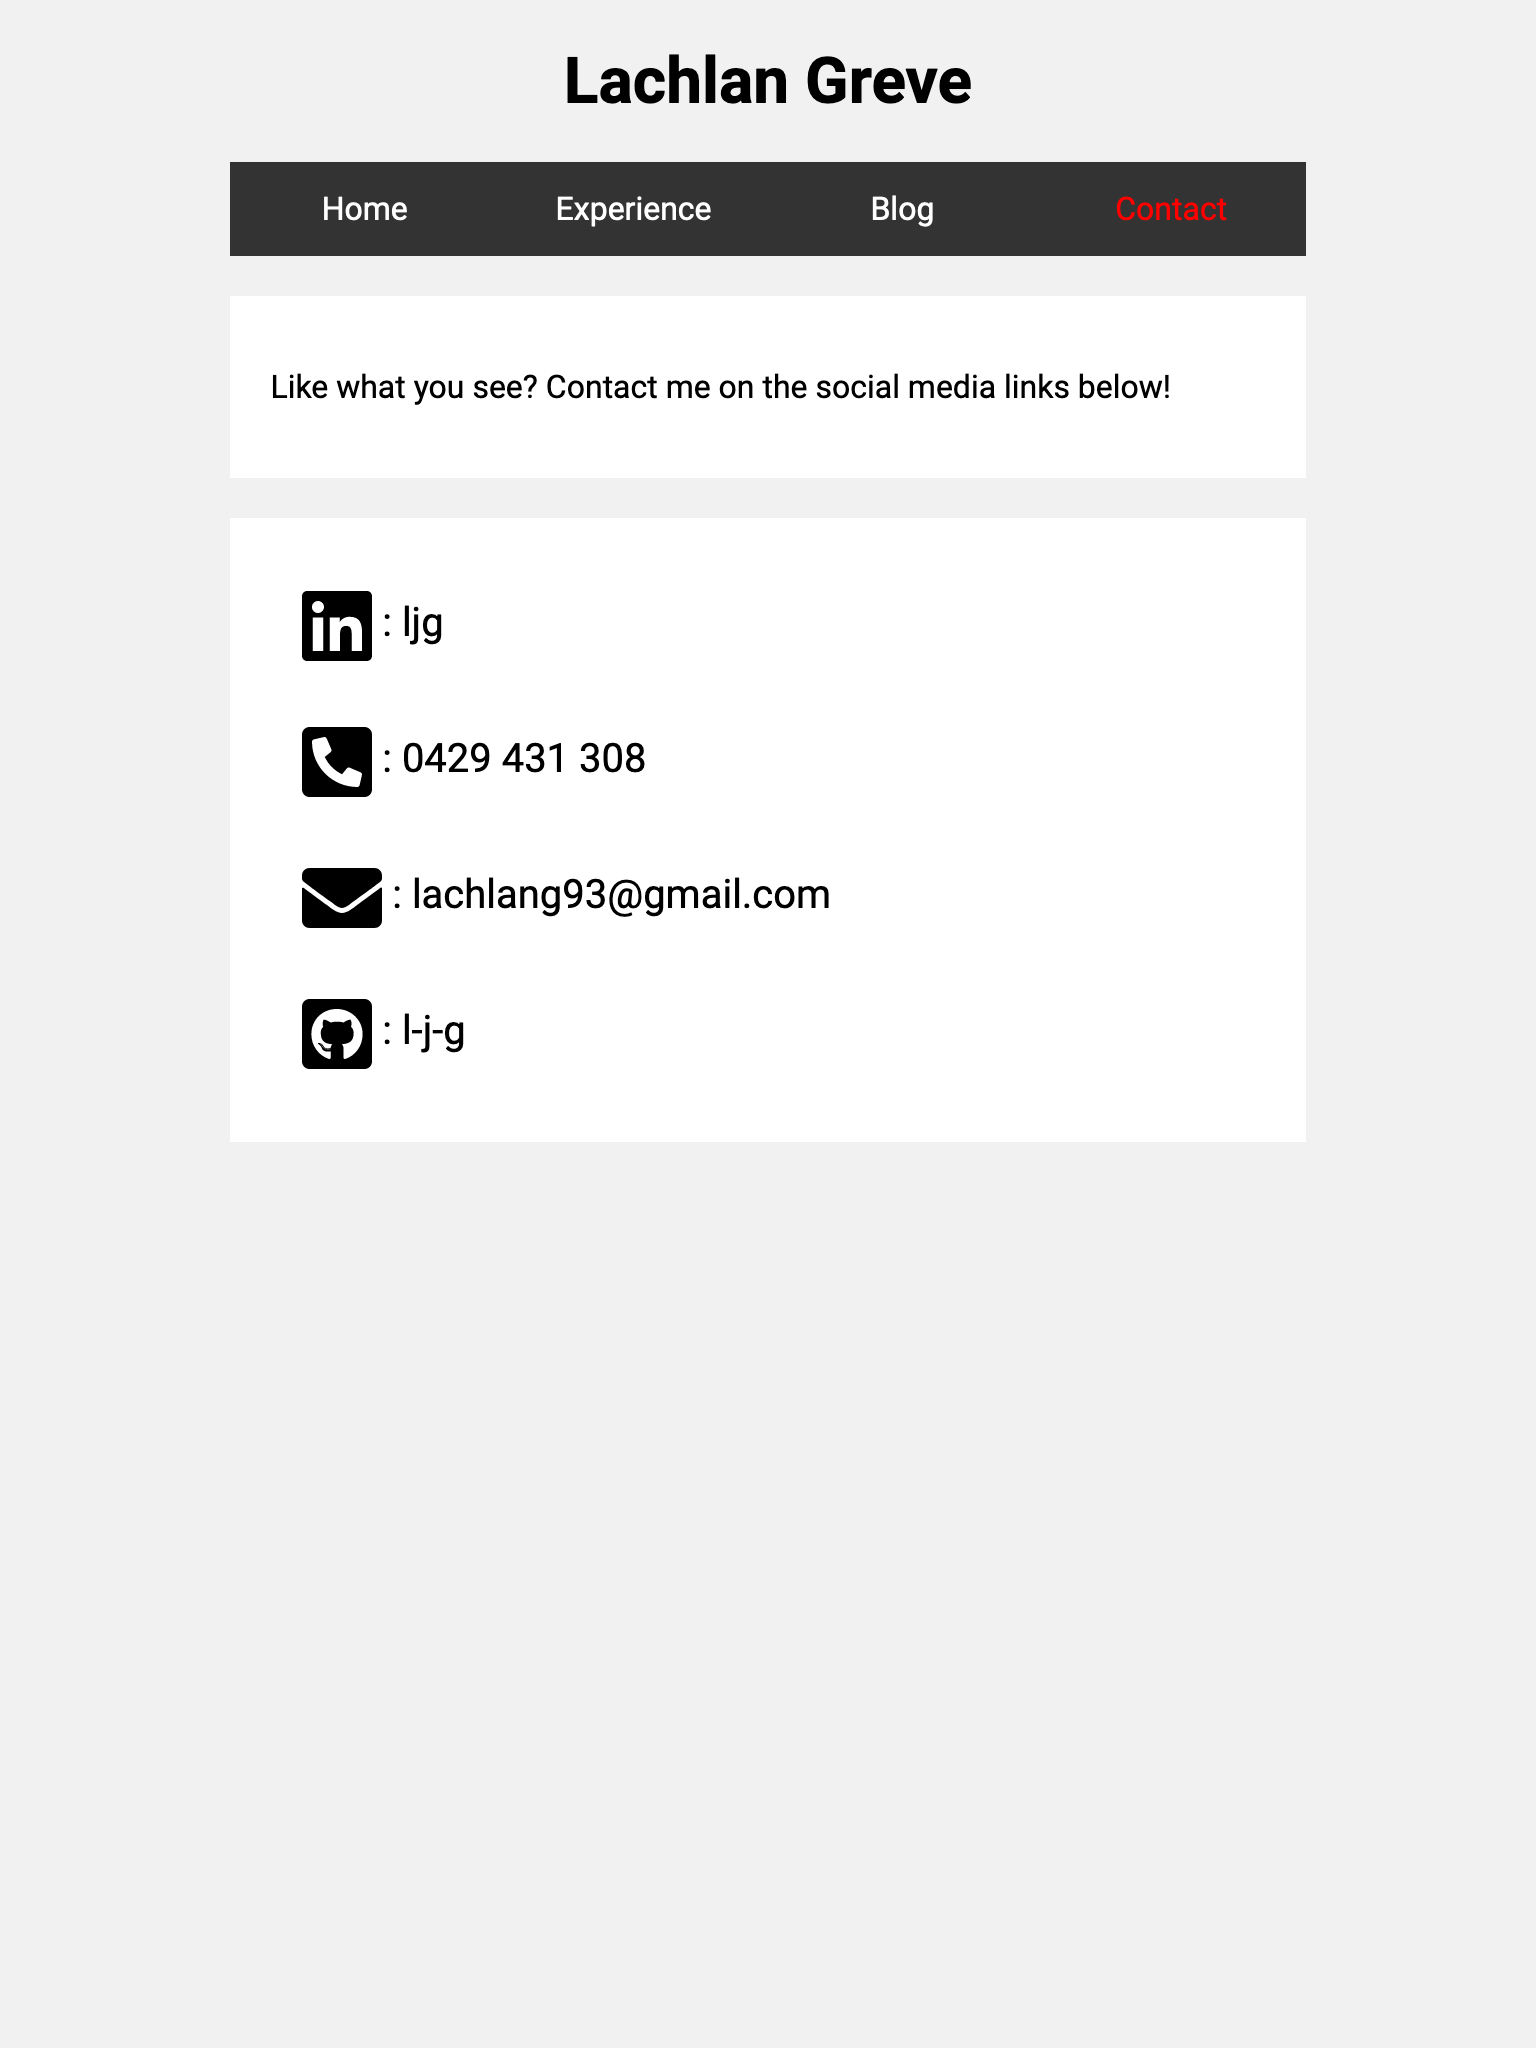 Lachlan Greve
Home Experience Blog Contact
Like what you see? Contact me on the social media links below!
in : ljg
: 0429 431 308
: lachlang93@gmail.com
: l-j-g